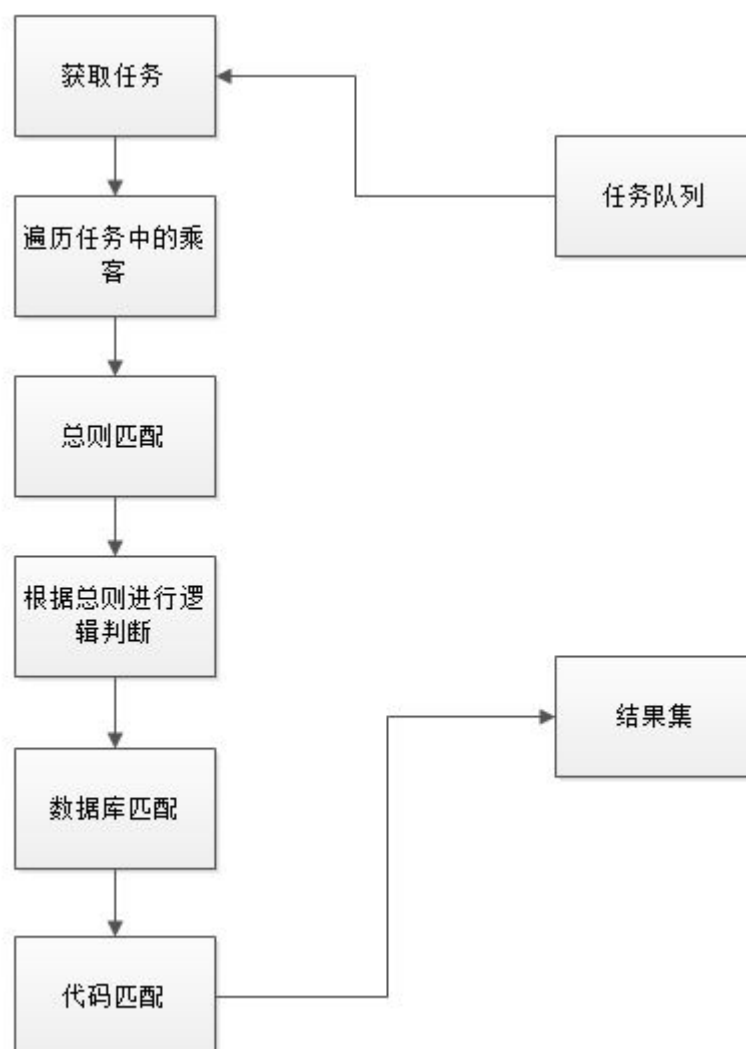 获取任务
任务队列
遍历任务中的乘
客
总则匹配
根据总则进行逻
辑判断
结果集
数据库匹配
代码匹配